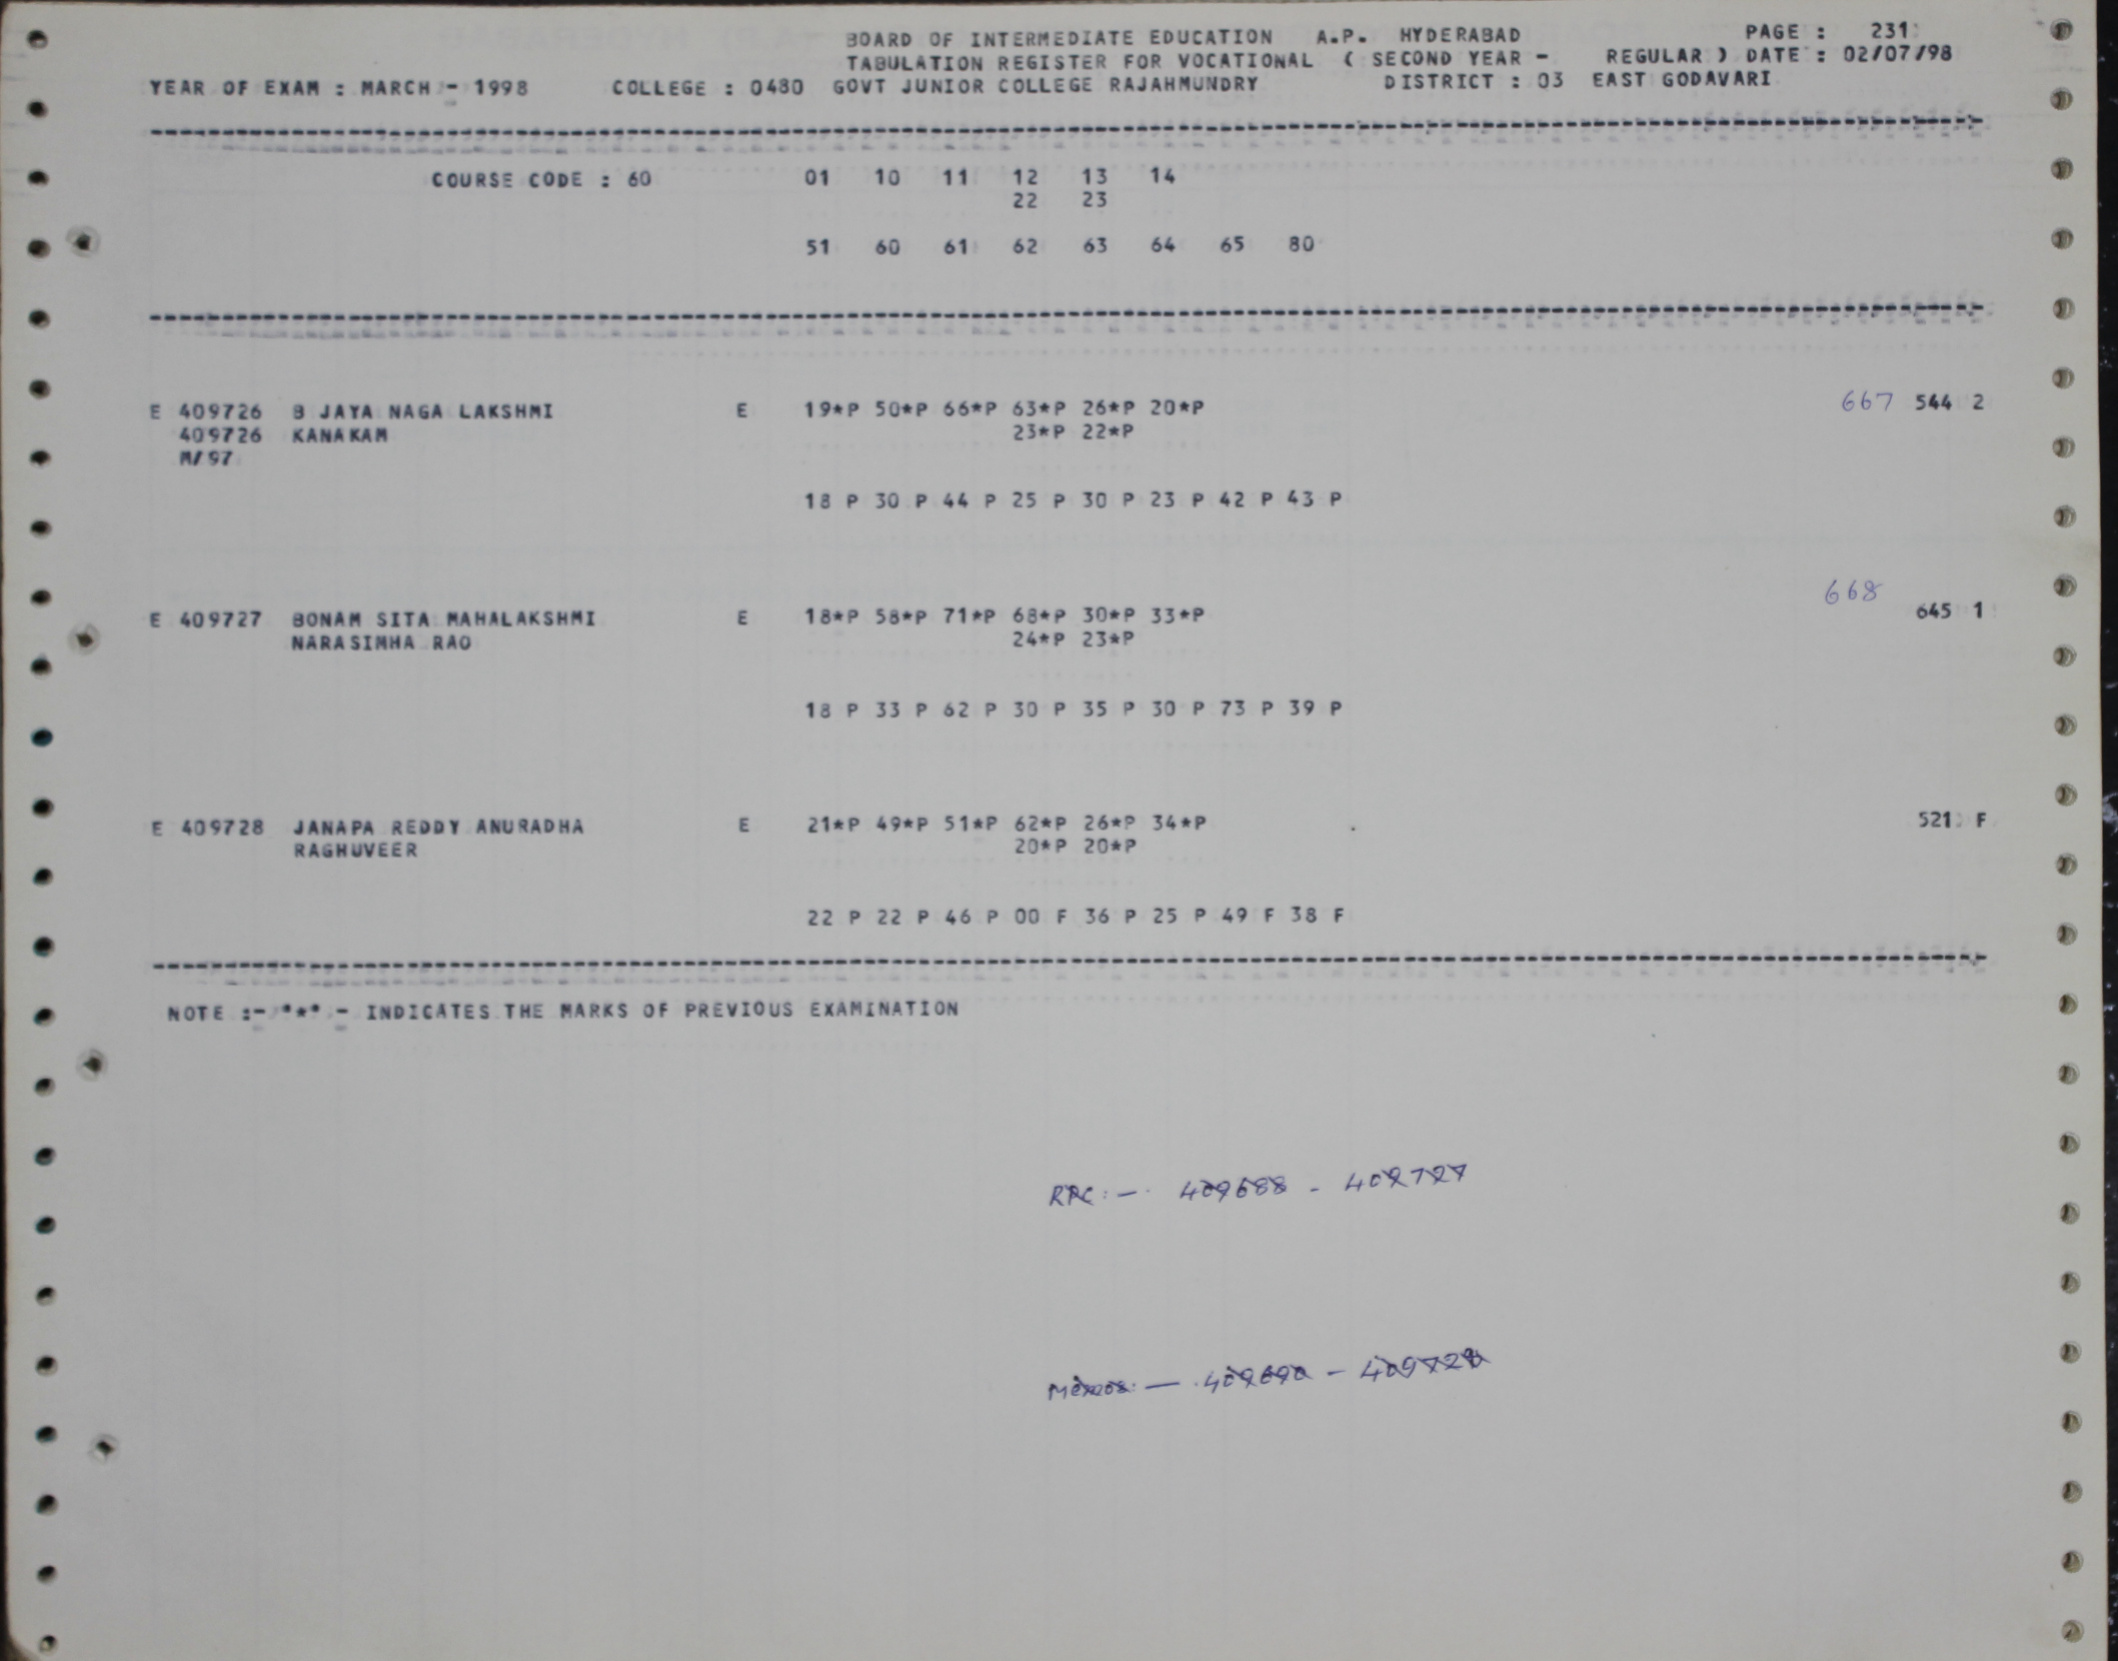 BOARD OF INTERMEDIATE EDUCATION A.P. HYDERABAD PAGE : 231
TABULATION REGISTER FOR VOCATIONAL ( SECOND YEAR - REGULAR ) DATE : 02/07/98
YEAR OF EXAM : MARCH - 1998 COLLEGE : 0480 GOVT JUNIOR COLLEGE RAJAHMUNDRY DISTRICT : 03 EAST GODAVARI
COURSE CODE : 60 01 10 11 12 13 14
22 23
51 60 61 62 63 64 65 80
E 409726 B JAYA NAGA LAKSHMI E 19*P 50*P 66*P 63*P 26*P 20*P 667 544 2
409726 KANAKAM 23*P 22*P
M/97
18 P 30 P 44 P 25 P 30 P 23 P 42 P 43 P
668
E 409727 BONAM SITA MAHALAKSHMI E 18*P 58*P 71*P 68*P 30*P 33*P 645 1
NARASIMHA RAO 24*P 23*P
18 P 33 P 62 P 30 P 35 P 30 P 73 P 39 P
E 409728 JANAPA REDDY ANURADHA E 21*P 49*P 51*P 62*P 26*P 34*P 521 F
RAGHUVEER 20*P 20*P
22 P 22 P 46 P 00 F 36 P 25 P 49 F 38 F
NOTE :- "*" - INDICATES THE MARKS OF PREVIOUS EXAMINATION
409688 - 409727
Memos: - 409690 - 409728